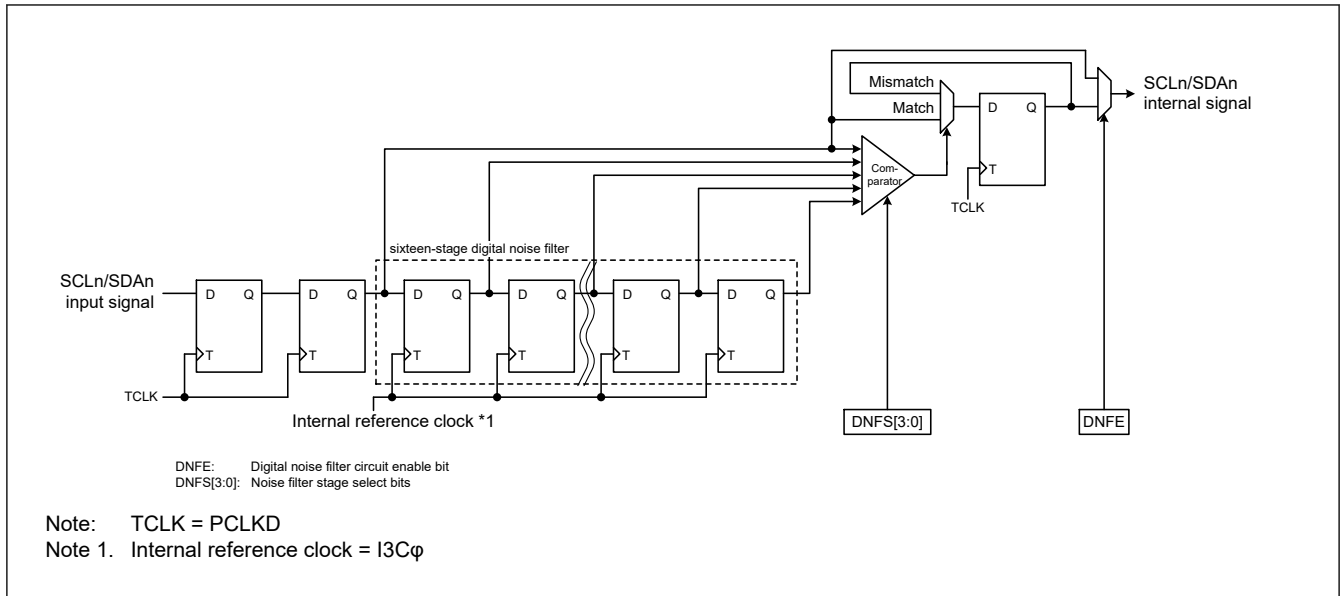 Mismatch
Match
SCLn/SDAn
internal signal
D Q
T
TCLK
Com-
parator
sixteen-stage digital noise filter
SCLn/SDAn
input signal
D Q
D Q
D Q
D Q
D Q
D Q
T
T
T
T
T
T
TCLK
Internal reference clock *1
DNFS[3:0]
DNFE
DNFE: Digital noise filter circuit enable bit
DNFS[3:0]: Noise filter stage select bits
Note: TCLK = PCLKD
Note 1. Internal reference clock = I3Cφ